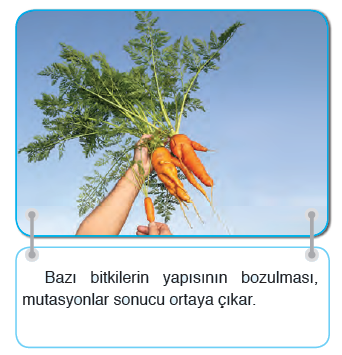 Bazı bitkilerin yapısının bozulması,
mutasyonlar sonucu ortaya çıkar.